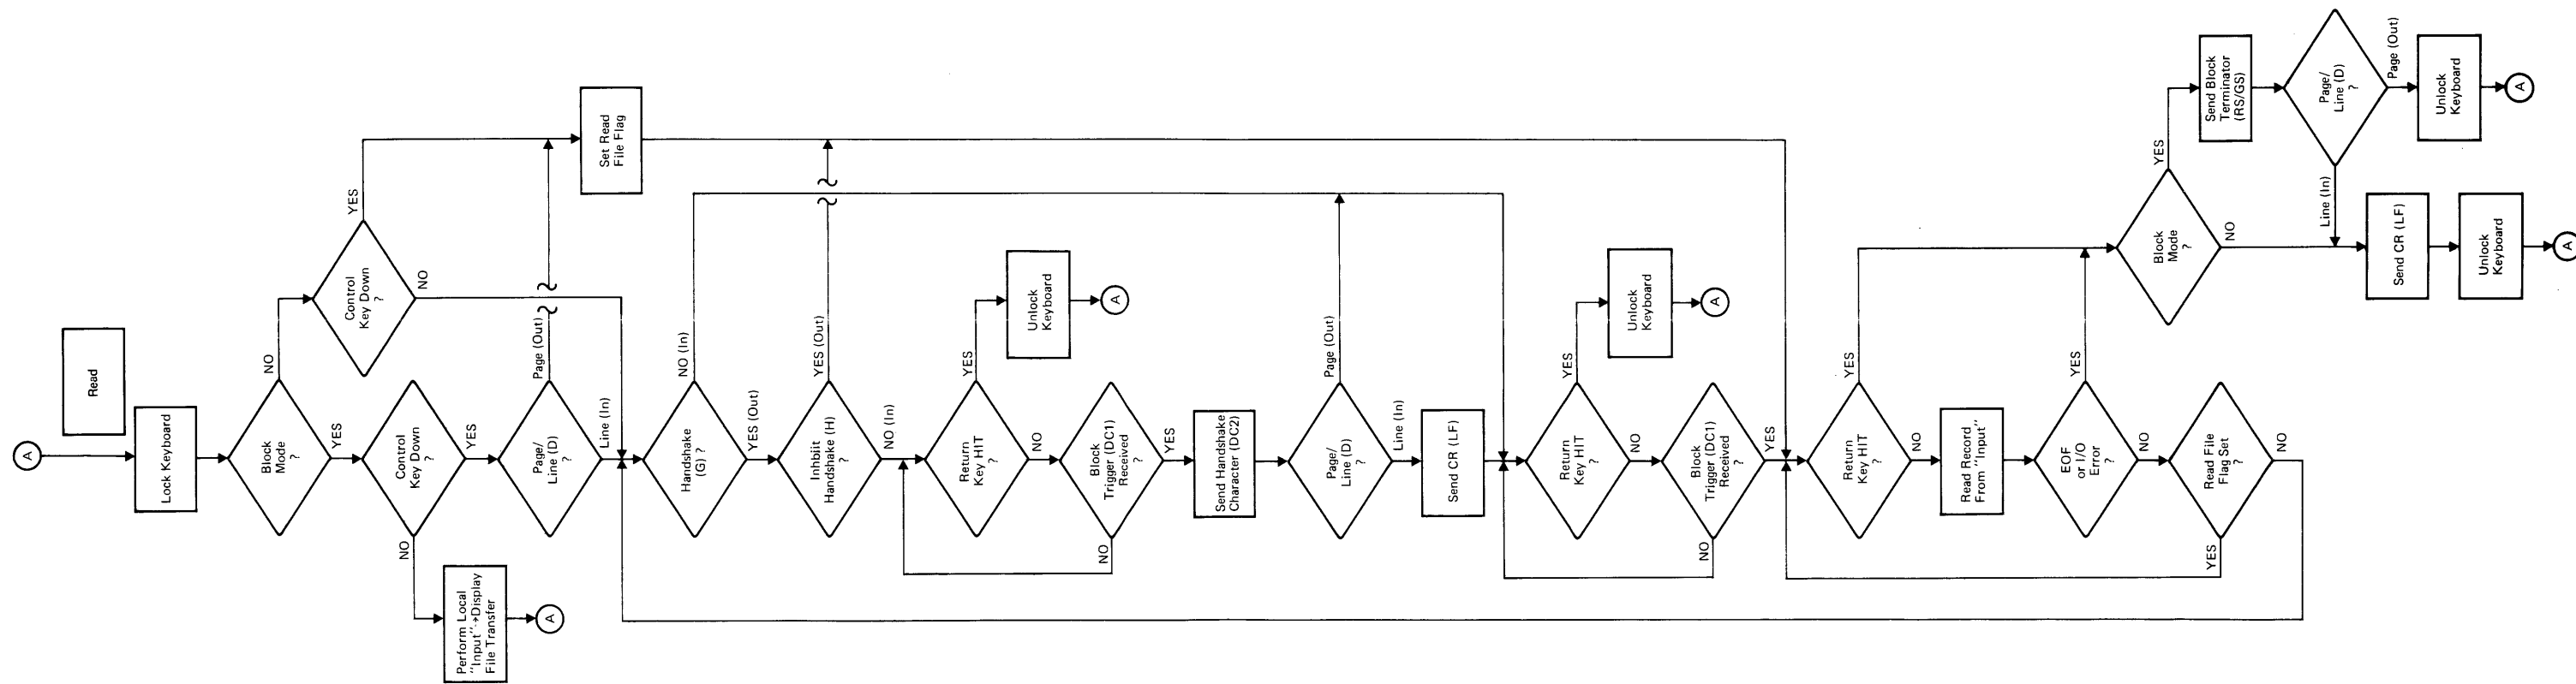 A
Read
Lock Keyboard
Block
Mode
?
NO
YES
Control
Key Down
?
YES
NO
Control
Key Down
?
YES
NO
Perform Local
"Input"→Display
File Transfer
A
Page/
Line (D)
?
Page (Out)
Line (In)
Set Read
File Flag
Handshake
(G) ?
NO (In)
YES (Out)
Inhbiit
Handshake (H)
?
YES (Out)
NO (In)
Return
Key HIT
?
YES
NO
Unlock
Keyboard
A
Block
Trigger (DC1)
Received
?
NO
YES
Send Handshake
Character (DC2)
Page/
Line (D)
?
Page (Out)
Line (In)
Send CR (LF)
Return
Key HIT
?
YES
NO
Unlock
Keyboard
A
Block
Trigger (DC1)
Received
?
NO
YES
Return
Key HIT
?
YES
NO
Read Record
From "Input"
EOF
or I/O
Error
?
YES
NO
Read File
Flag Set
?
YES
NO
Block
Mode
?
YES
NO
Send Block
Terminator
(RS/GS)
Page/
Line (D)
?
Page (Out)
Line (In)
Unlock
Keyboard
A
Send CR (LF)
Unlock
Keyboard
A